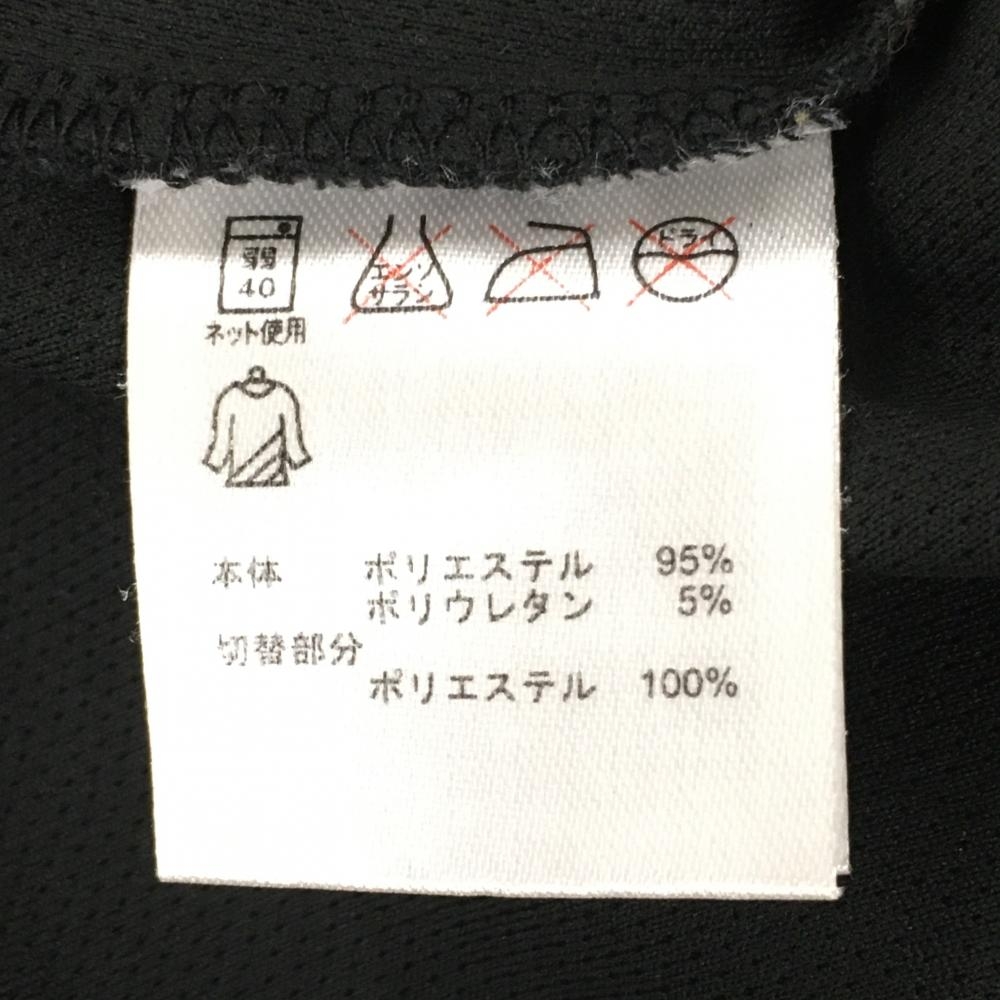 弱
40
ネット使用
エンソ
サラシ
ドライ
本体 ポリエステル 95%
ポリウレタン 5%
切替部分
ポリエステル 100%